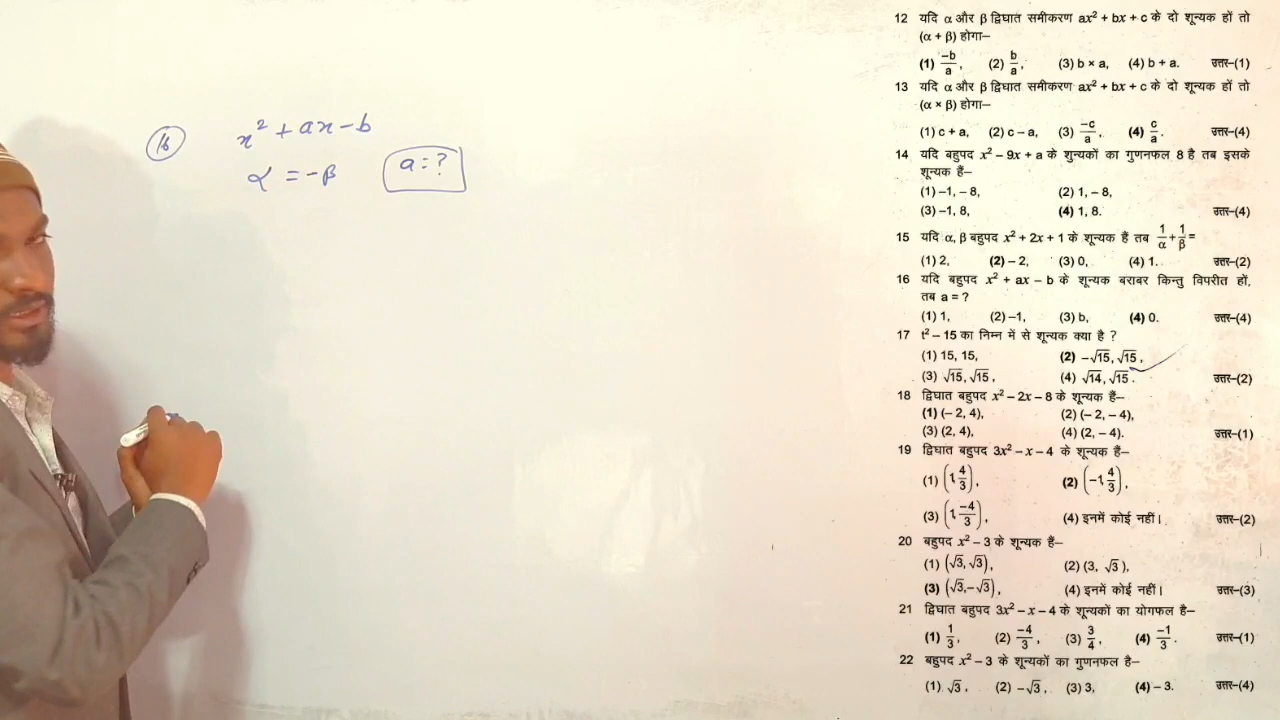 16 x² + ax - b
α = -β a = ?
12 यदि α और β द्विघात समीकरण ax² + bx + c के दो शून्यक हों तो
(α + β) होगा–
(1) −b/a, (2) b/a, (3) b × a, (4) b + a. उत्तर–(1)
13 यदि α और β द्विघात समीकरण ax² + bx + c के दो शून्यक हों तो
(α × β) होगा–
(1) c + a, (2) c − a, (3) −c/a, (4) c/a. उत्तर–(4)
14 यदि बहुपद x² − 9x + a के शुन्यकों का गुणनफल 8 है तब इसके
शून्यक हैं–
(1) −1, − 8, (2) 1, − 8,
(3) −1, 8, (4) 1, 8. उत्तर–(4)
15 यदि α, β बहुपद x² + 2x + 1 के शून्यक हैं तब 1/α + 1/β =
(1) 2, (2) − 2, (3) 0, (4) 1. उत्तर–(2)
16 यदि बहुपद x² + ax − b के शून्यक बराबर किन्तु विपरीत हों,
तब a = ?
(1) 1, (2) −1, (3) b, (4) 0. उत्तर–(4)
17 t² − 15 का निम्न में से शून्यक क्या है ?
(1) 15, 15, (2) −√15, √15,
(3) √15, √15, (4) √14, √15. उत्तर–(2)
18 द्विघात बहुपद x² − 2x − 8 के शून्यक हैं–
(1) (− 2, 4), (2) (− 2, − 4),
(3) (2, 4), (4) (2, − 4). उत्तर–(1)
19 द्विघात बहुपद 3x² − x − 4 के शून्यक हैं–
(1) (1, 4/3), (2) (−1, 4/3),
(3) (1, −4/3), (4) इनमें कोई नहीं। उत्तर–(2)
20 बहुपद x² − 3 के शून्यक हैं–
(1) (√3, √3), (2) (3, √3),
(3) (√3, −√3), (4) इनमें कोई नहीं। उत्तर–(3)
21 द्विघात बहुपद 3x² − x − 4 के शून्यकों का योगफल है–
(1) 1/3, (2) −4/3, (3) 3/4, (4) −1/3. उत्तर–(1)
22 बहुपद x² − 3 के शून्यकों का गुणनफल है–
(1) √3, (2) −√3, (3) 3, (4) − 3. उत्तर–(4)